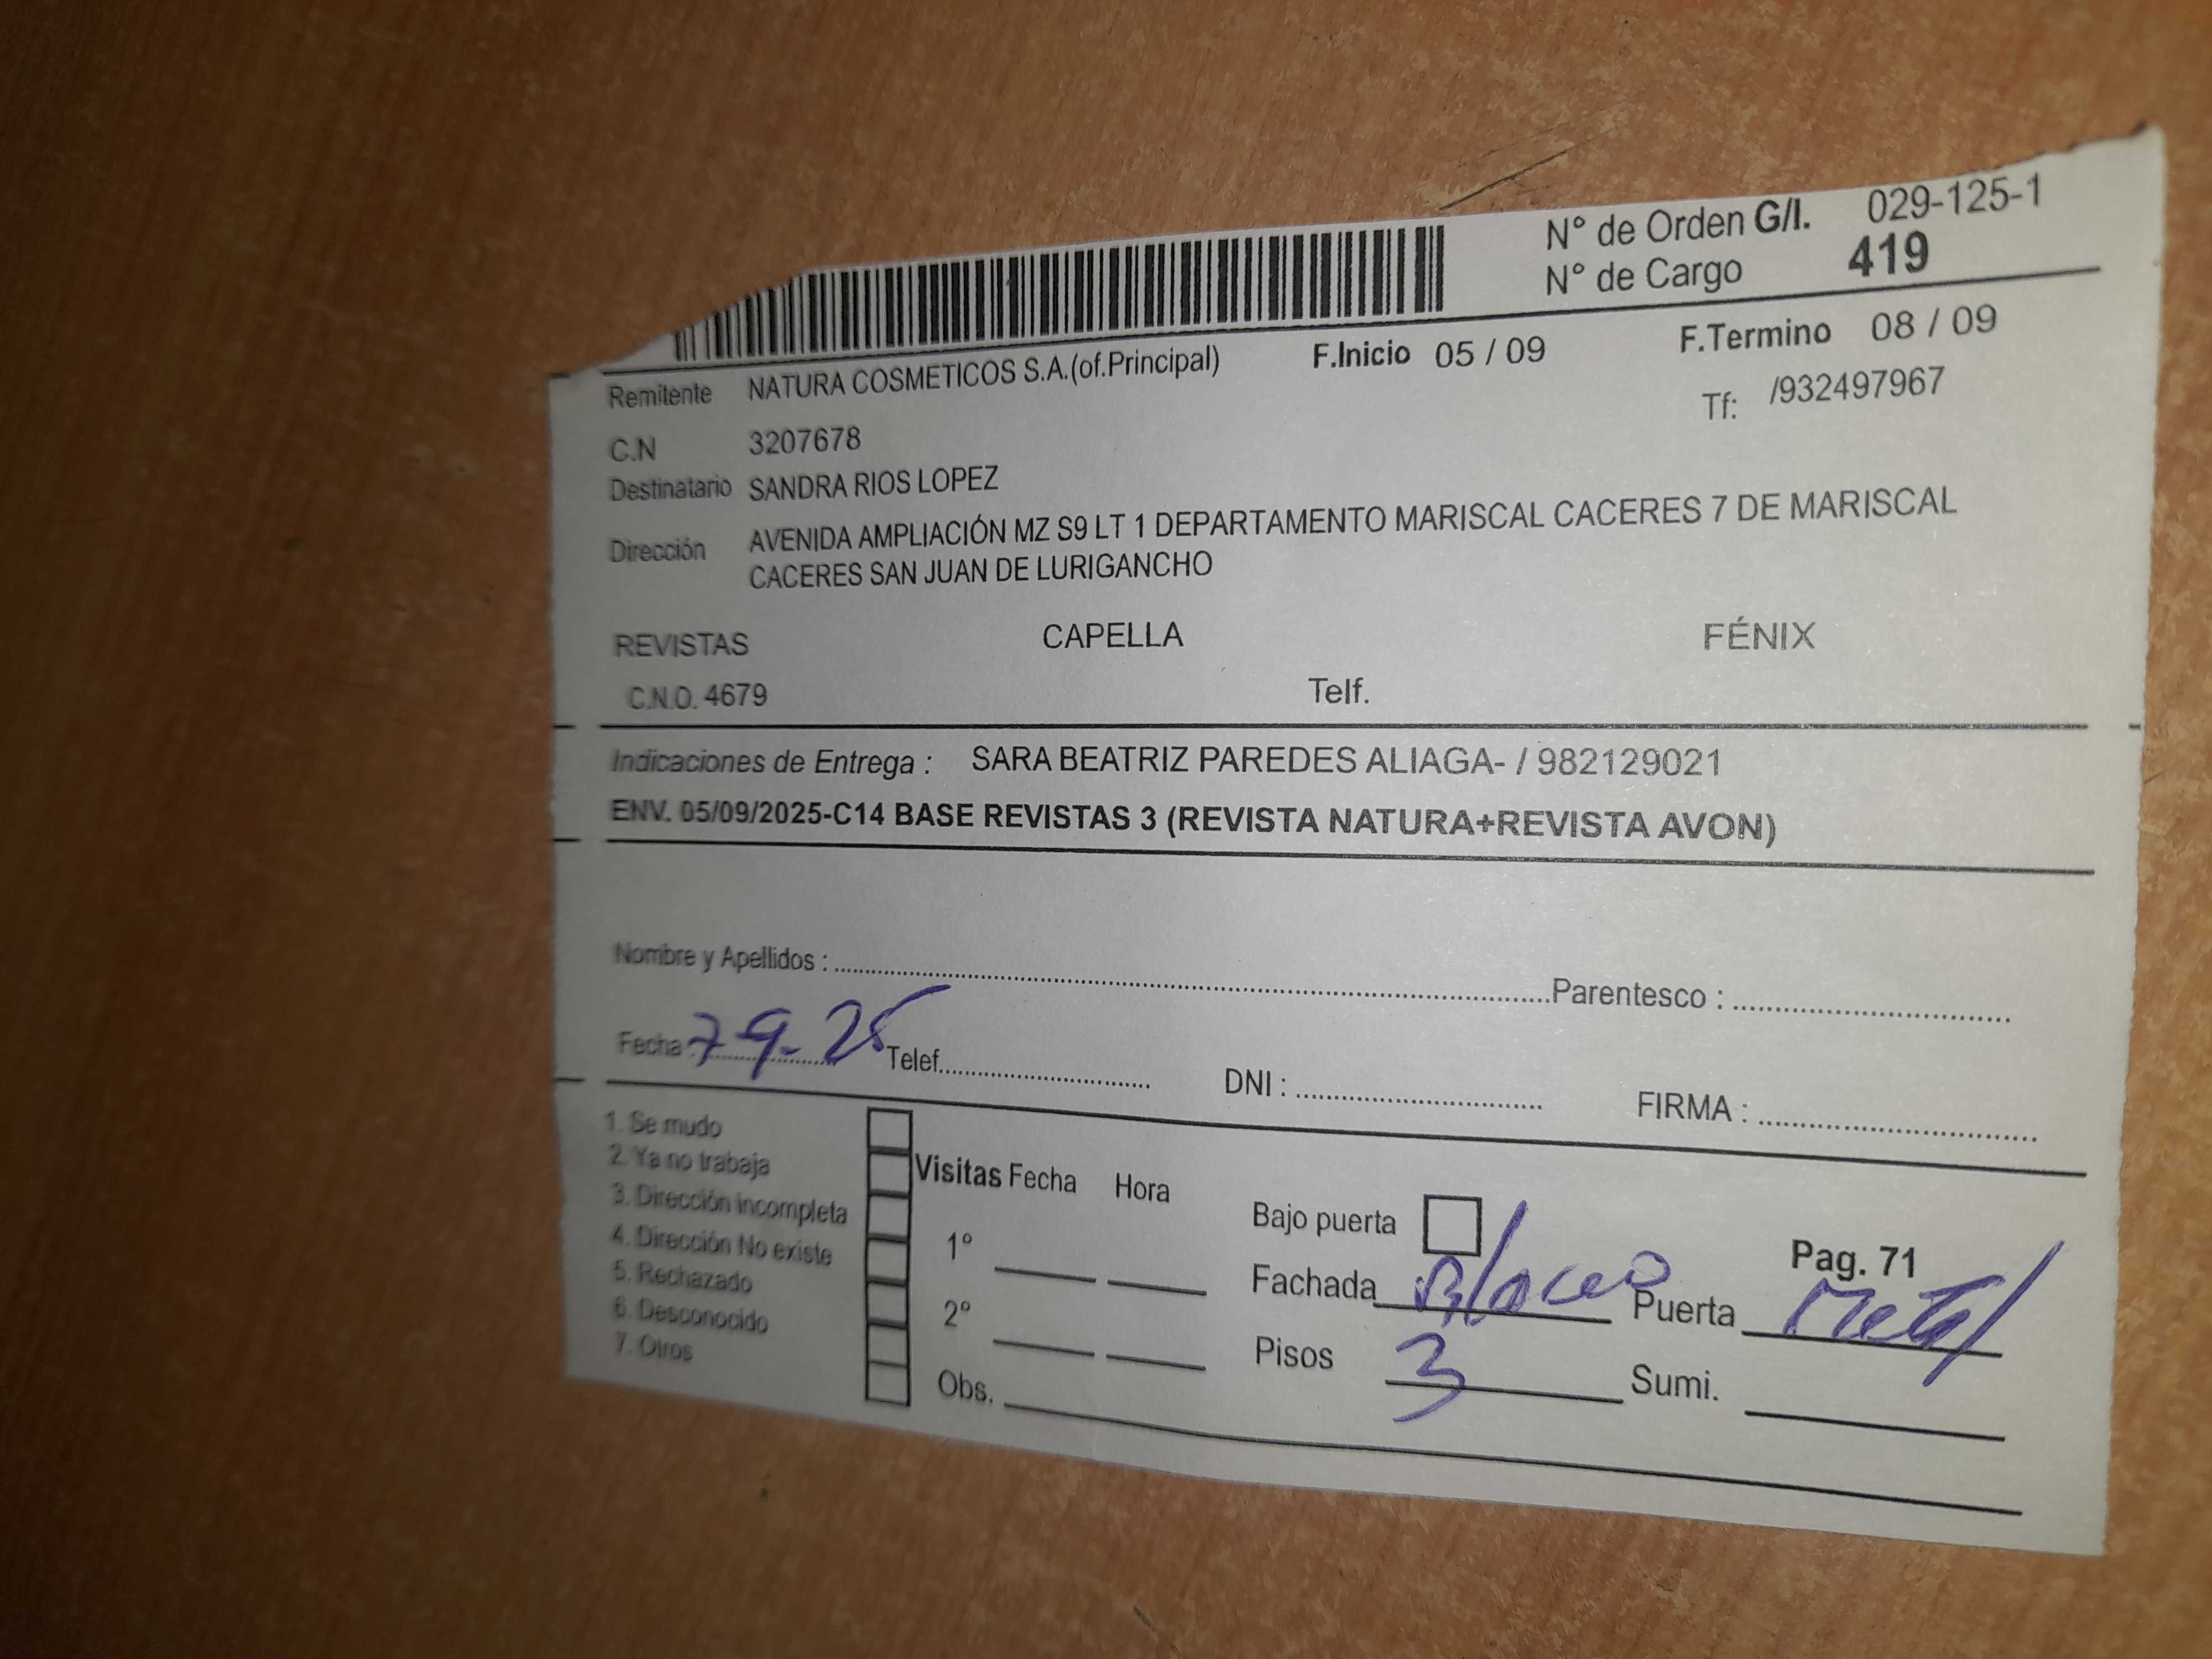 N° de Orden G/I. 029-125-1
N° de Cargo 419
Remitente NATURA COSMETICOS S.A.(of.Principal) F.Inicio 05 / 09 F.Termino 08 / 09
C.N 3207678 Tf: /932497967
Destinatario SANDRA RIOS LOPEZ
Dirección AVENIDA AMPLIACIÓN MZ S9 LT 1 DEPARTAMENTO MARISCAL CACERES 7 DE MARISCAL
CACERES SAN JUAN DE LURIGANCHO
REVISTAS CAPELLA FÉNIX
C.N.O. 4679 Telf.
Indicaciones de Entrega : SARA BEATRIZ PAREDES ALIAGA- / 982129021
ENV. 05/09/2025-C14 BASE REVISTAS 3 (REVISTA NATURA+REVISTA AVON)
Nombre y Apellidos : Parentesco :
Fecha : 7-9-25 Telef. DNI : FIRMA :
1. Se mudo
2. Ya no trabaja
3. Dirección incompleta
4. Dirección No existe
5. Rechazado
6. Desconocido
7. Otros
Visitas Fecha Hora
1°
2°
Obs.
Bajo puerta Pag. 71
Fachada Blanco Puerta Metal
Pisos 3 Sumi.